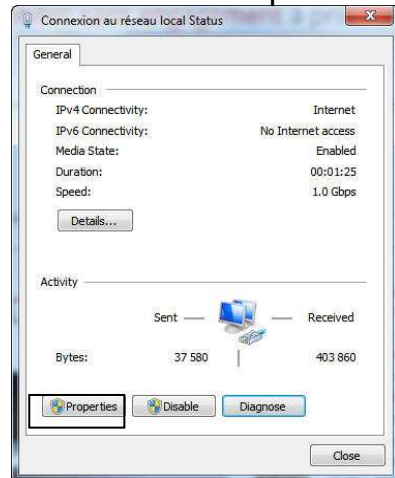 Connexion au réseau local Status
General
Connection
IPv4 Connectivity: Internet
IPv6 Connectivity: No Internet access
Media State: Enabled
Duration: 00:01:25
Speed: 1.0 Gbps
Details...
Activity
Sent Received
Bytes: 37 580 403 860
Properties Disable Diagnose
Close